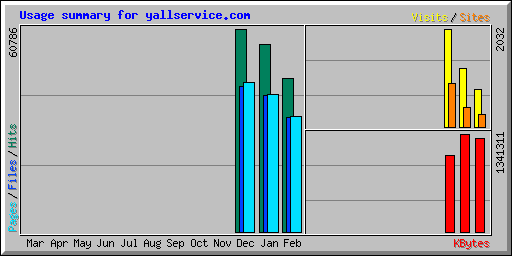 Usage summary for yallservice.com
Visits/Sites
60786
2032
Pages/Files/Hits
1341311
Mar Apr May Jun Jul Aug Sep Oct Nov Dec Jan Feb
KBytes